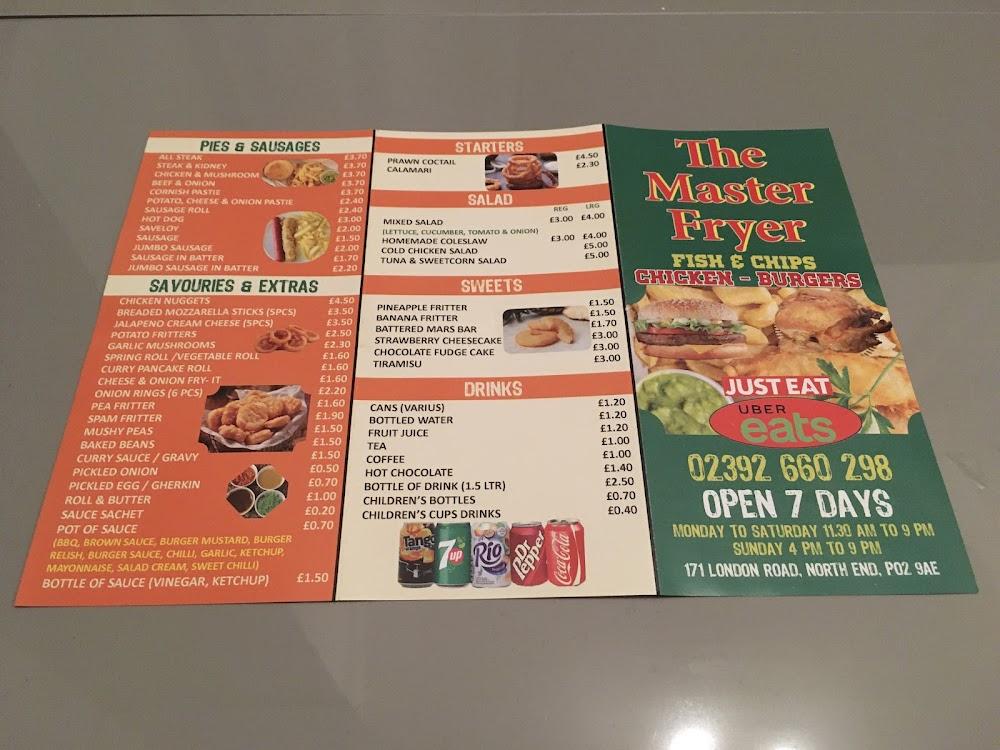 PIES & SAUSAGES
ALL STEAK £3.70
STEAK & KIDNEY £3.70
CHICKEN & MUSHROOM £3.70
BEEF & ONION £3.70
CORNISH PASTIE £3.70
POTATO, CHEESE & ONION PASTIE £2.40
SAUSAGE ROLL £2.40
HOT DOG £3.00
SAVELOY £2.00
SAUSAGE £1.50
JUMBO SAUSAGE £2.00
SAUSAGE IN BATTER £1.70
JUMBO SAUSAGE IN BATTER £2.20
SAVOURIES & EXTRAS
CHICKEN NUGGETS £4.50
BREADED MOZZARELLA STICKS (5PCS) £3.50
JALAPENO CREAM CHEESE (5PCS) £3.50
POTATO FRITTERS £2.50
GARLIC MUSHROOMS £2.30
SPRING ROLL /VEGETABLE ROLL £1.60
CURRY PANCAKE ROLL £1.60
CHEESE & ONION FRY- IT £1.60
ONION RINGS (6 PCS) £2.20
PEA FRITTER £1.60
SPAM FRITTER £1.90
MUSHY PEAS £1.50
BAKED BEANS £1.50
CURRY SAUCE / GRAVY £1.50
PICKLED ONION £0.50
PICKLED EGG / GHERKIN £0.70
ROLL & BUTTER £1.00
SAUCE SACHET £0.20
POT OF SAUCE £0.70
(BBQ, BROWN SAUCE, BURGER MUSTARD, BURGER
RELISH, BURGER SAUCE, CHILLI, GARLIC, KETCHUP,
MAYONNAISE, SALAD CREAM, SWEET CHILLI)
BOTTLE OF SAUCE (VINEGAR, KETCHUP) £1.50
STARTERS
PRAWN COCTAIL £4.50
CALAMARI £2.30
SALAD
REG LRG
MIXED SALAD £3.00 £4.00
(LETTUCE, CUCUMBER, TOMATO & ONION)
HOMEMADE COLESLAW £3.00 £4.00
COLD CHICKEN SALAD £5.00
TUNA & SWEETCORN SALAD £5.00
SWEETS
PINEAPPLE FRITTER £1.50
BANANA FRITTER £1.50
BATTERED MARS BAR £1.70
STRAWBERRY CHEESECAKE £3.00
CHOCOLATE FUDGE CAKE £3.00
TIRAMISU £3.00
DRINKS
CANS (VARIUS) £1.20
BOTTLED WATER £1.20
FRUIT JUICE £1.20
TEA £1.00
COFFEE £1.00
HOT CHOCOLATE £1.40
BOTTLE OF DRINK (1.5 LTR) £2.50
CHILDREN'S BOTTLES £0.70
CHILDREN'S CUPS DRINKS £0.40
Tango
7up
Rio
Dr Pepper
Coca-Cola
The
Master
Fryer
FISH & CHIPS
CHICKEN - BURGERS
JUST EAT
UBER
eats
02392 660 298
OPEN 7 DAYS
MONDAY TO SATURDAY 11.30 AM TO 9 PM
SUNDAY 4 PM TO 9 PM
171 LONDON ROAD, NORTH END, PO2 9AE